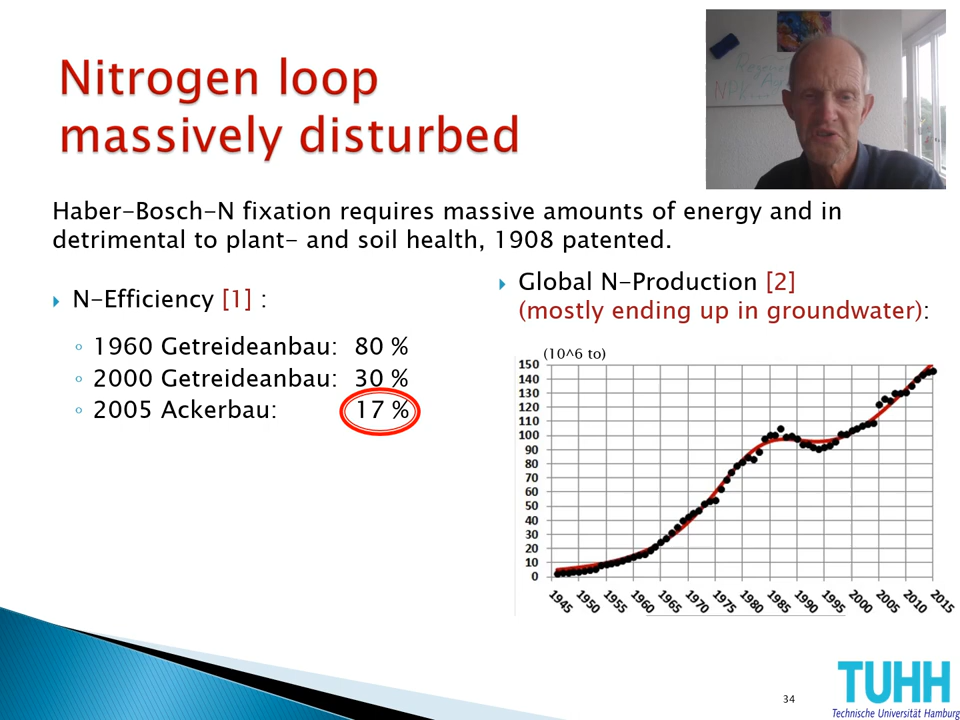 Nitrogen loop
massively disturbed
NPK
Haber-Bosch-N fixation requires massive amounts of energy and in
detrimental to plant- and soil health, 1908 patented.
N-Efficiency [1] :
1960 Getreideanbau: 80 %
2000 Getreideanbau: 30 %
2005 Ackerbau: 17 %
Global N-Production [2]
(mostly ending up in groundwater):
(10^6 to)
150
140
130
120
110
100
90
80
70
60
50
40
30
20
10
0
1945 1950 1955 1960 1965 1970 1975 1980 1985 1990 1995 2000 2005 2010 2015
34
TUHH
Technische Universität Hamburg